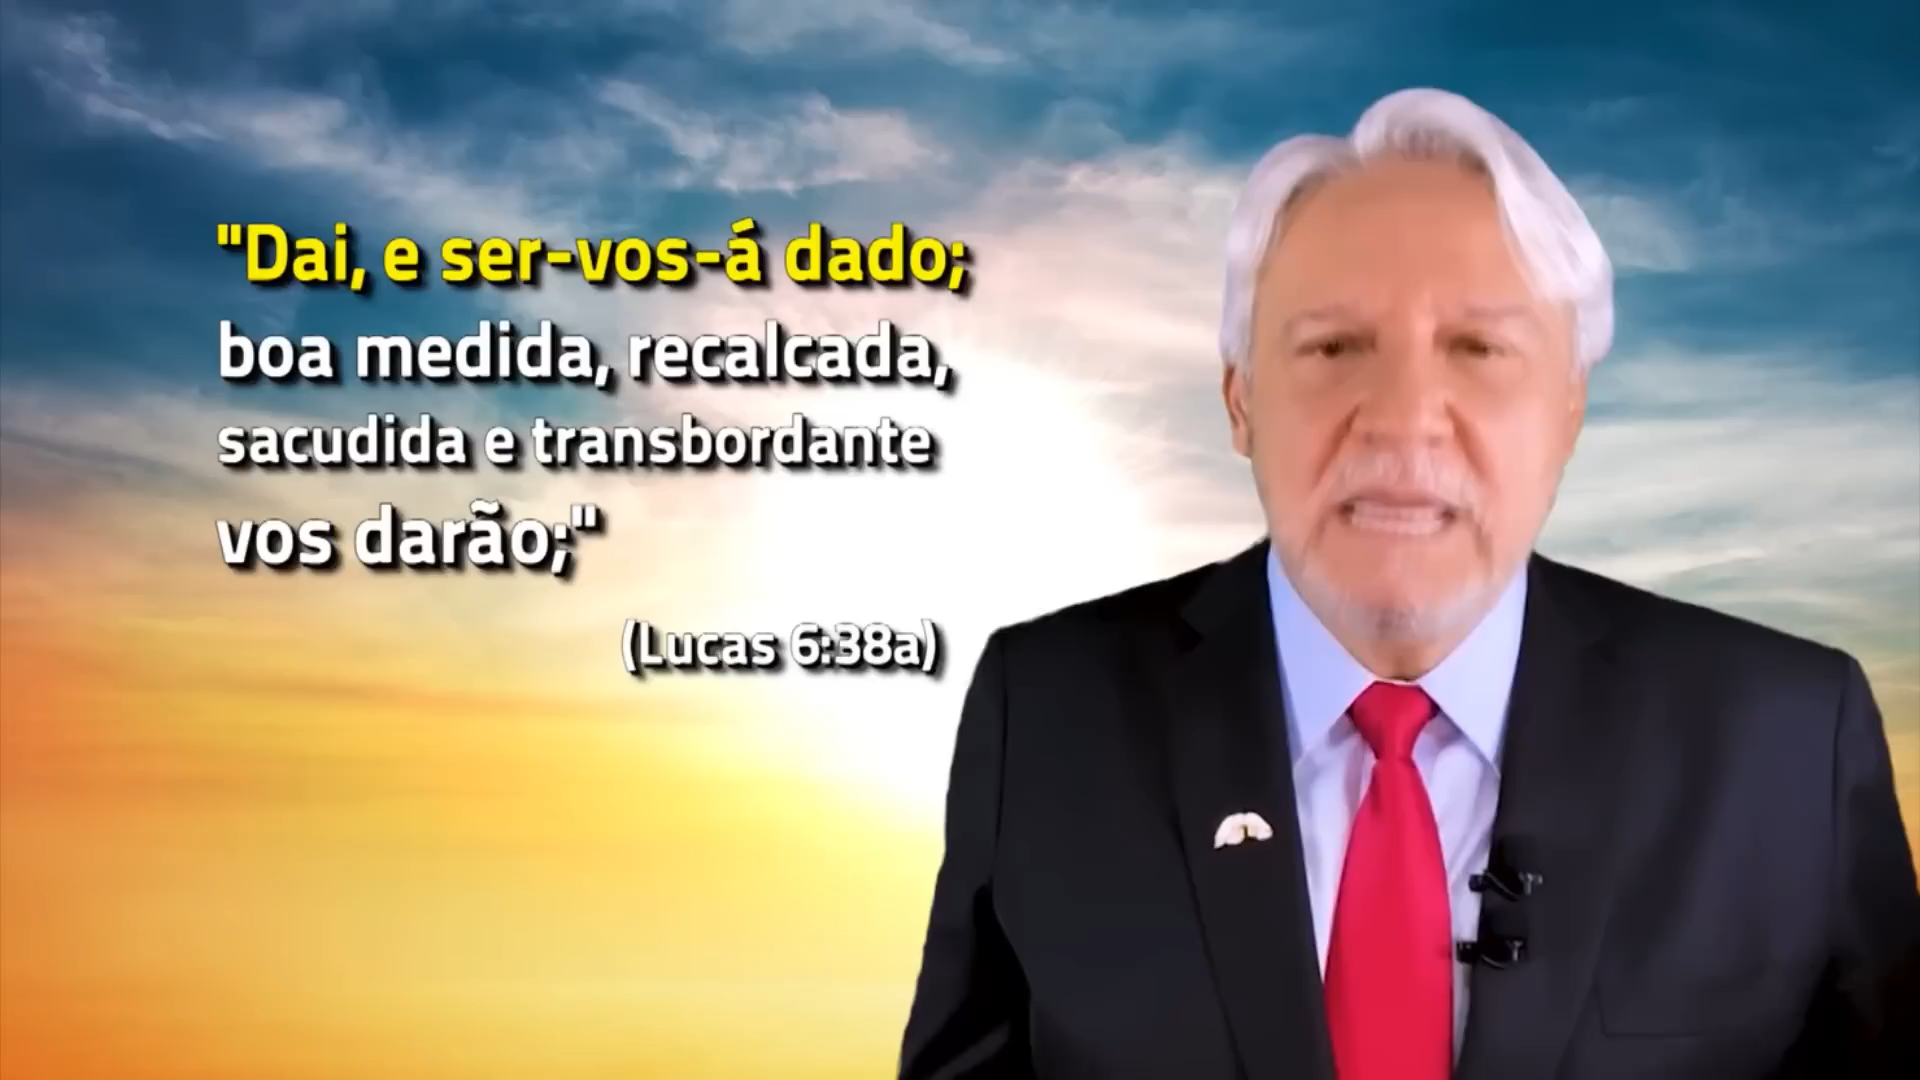 "Dai, e ser-vos-á dado;
boa medida, recalcada,
sacudida e transbordante
vos darão;"
(Lucas 6:38a)